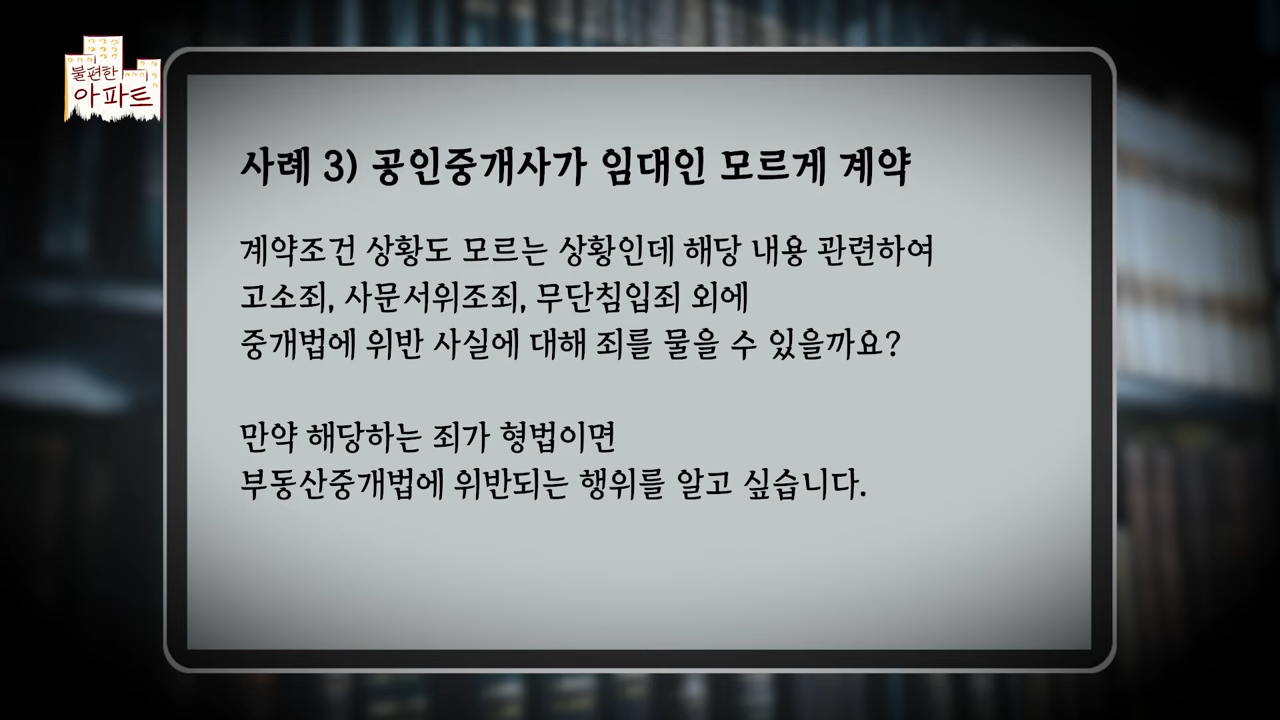 불편한
아파트
사례 3) 공인중개사가 임대인 모르게 계약
계약조건 상황도 모르는 상황인데 해당 내용 관련하여
고소죄, 사문서위조죄, 무단침입죄 외에
중개법에 위반 사실에 대해 죄를 물을 수 있을까요?
만약 해당하는 죄가 형법이면
부동산중개법에 위반되는 행위를 알고 싶습니다.